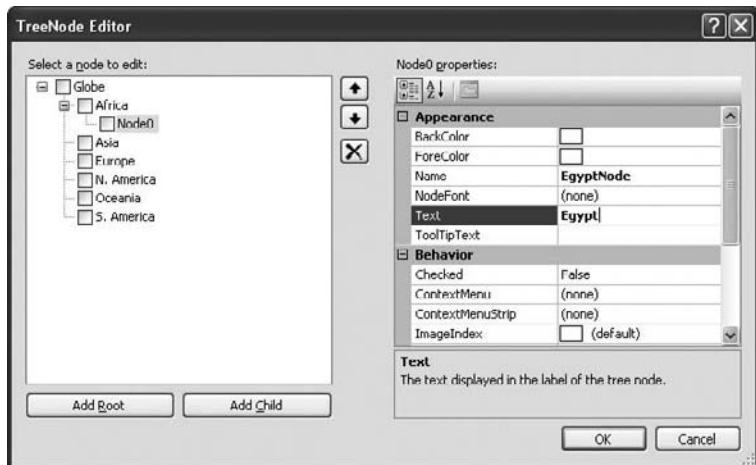 TreeNode Editor
Select a node to edit:
Globe
Africa
Node0
Asia
Europe
N. America
Oceania
S. America
Add Root
Add Child
Node0 properties:
Appearance
BackColor
ForeColor
Name EgyptNode
NodeFont (none)
Text Egypt
ToolTipText
Behavior
Checked False
ContextMenu (none)
ContextMenuStrip (none)
ImageIndex (default)
Text
The text displayed in the label of the tree node.
OK
Cancel